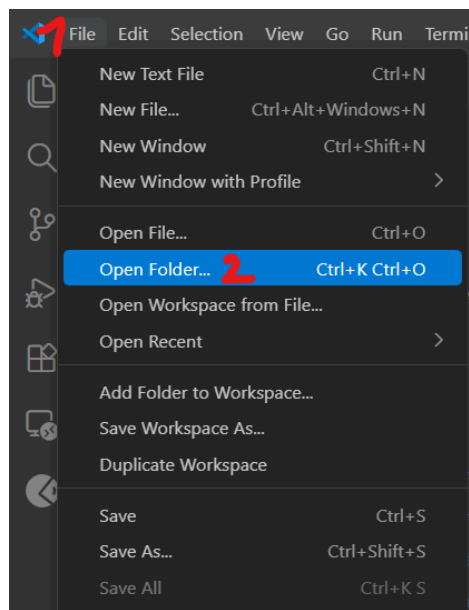 1 File Edit Selection View Go Run Termi
New Text File Ctrl+N
New File... Ctrl+Alt+Windows+N
New Window Ctrl+Shift+N
New Window with Profile >
Open File... Ctrl+O
Open Folder... 2 Ctrl+K Ctrl+O
Open Workspace from File...
Open Recent >
Add Folder to Workspace...
Save Workspace As...
Duplicate Workspace
Save Ctrl+S
Save As... Ctrl+Shift+S
Save All Ctrl+K S